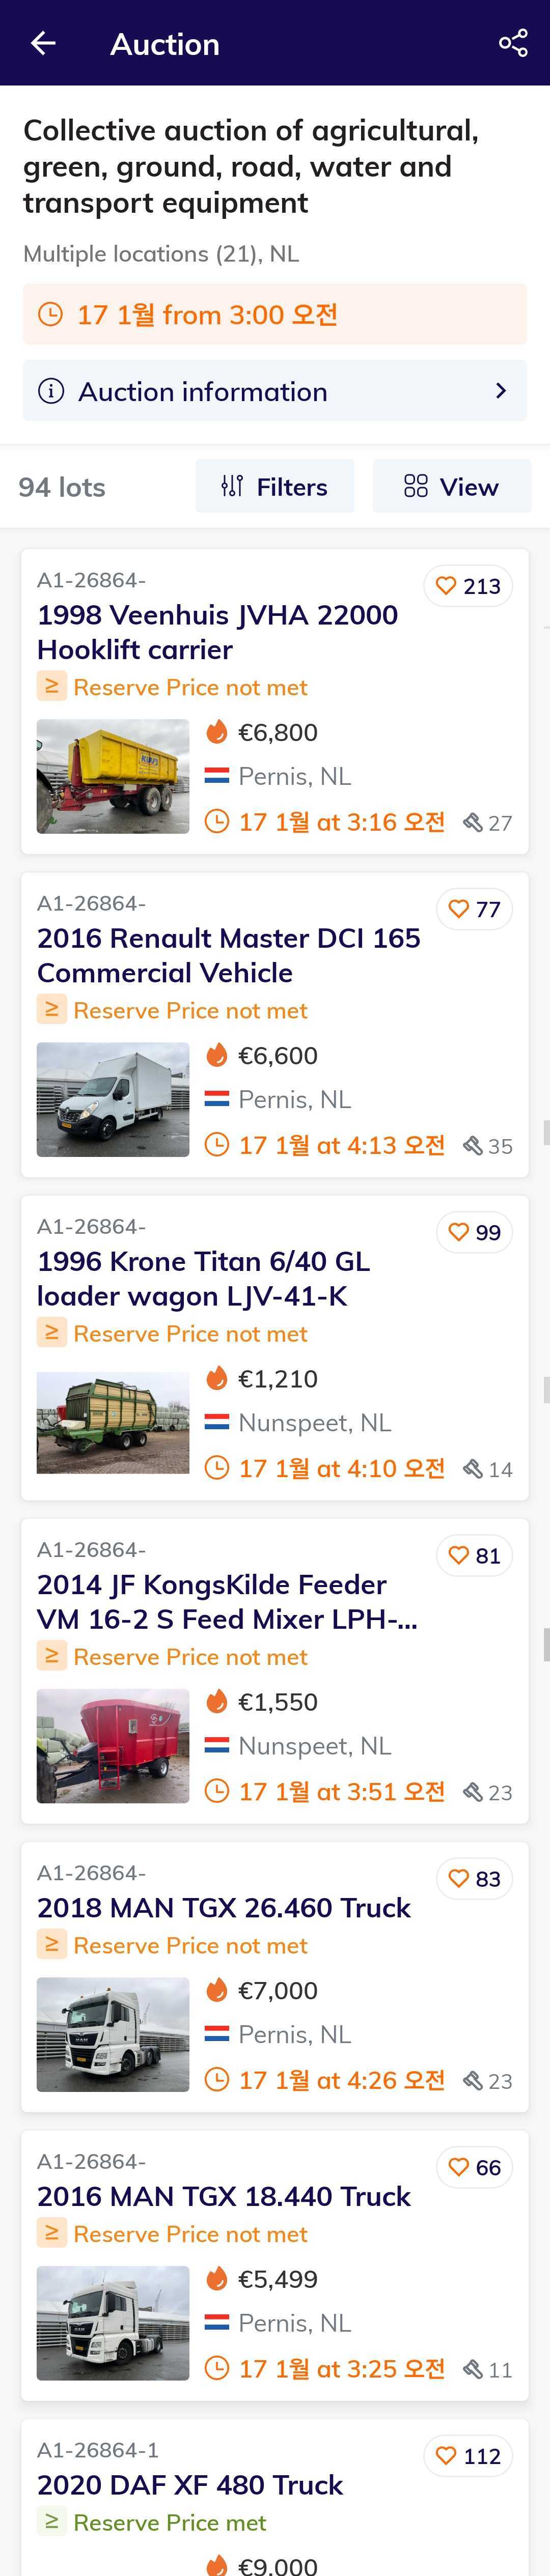 Auction
Collective auction of agricultural,
green, ground, road, water and
transport equipment
Multiple locations (21), NL
17 1월 from 3:00 오전
Auction information
94 lots
Filters
View
A1-26864-
213
1998 Veenhuis JVHA 22000
Hooklift carrier
≥ Reserve Price not met
€6,800
Pernis, NL
17 1월 at 3:16 오전
27
A1-26864-
77
2016 Renault Master DCI 165
Commercial Vehicle
≥ Reserve Price not met
€6,600
Pernis, NL
17 1월 at 4:13 오전
35
A1-26864-
99
1996 Krone Titan 6/40 GL
loader wagon LJV-41-K
≥ Reserve Price not met
€1,210
Nunspeet, NL
17 1월 at 4:10 오전
14
A1-26864-
81
2014 JF KongsKilde Feeder
VM 16-2 S Feed Mixer LPH-...
≥ Reserve Price not met
€1,550
Nunspeet, NL
17 1월 at 3:51 오전
23
A1-26864-
83
2018 MAN TGX 26.460 Truck
≥ Reserve Price not met
€7,000
Pernis, NL
17 1월 at 4:26 오전
23
A1-26864-
66
2016 MAN TGX 18.440 Truck
≥ Reserve Price not met
€5,499
Pernis, NL
17 1월 at 3:25 오전
11
A1-26864-1
112
2020 DAF XF 480 Truck
≥ Reserve Price met
€9,000